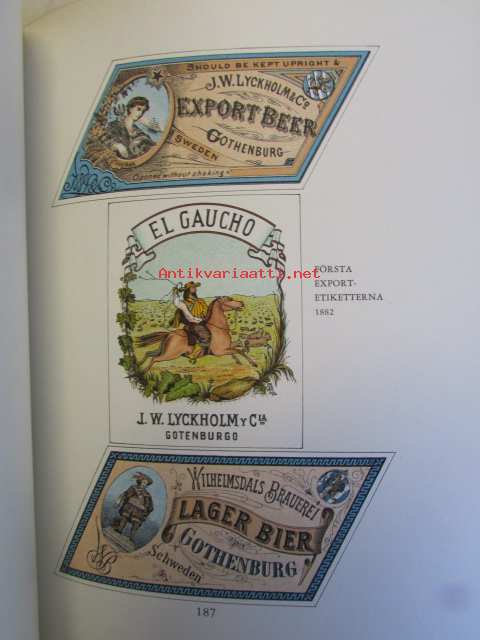 SHOULD BE KEPT UPRIGHT &
J. W. LYCKHOLM & Cº
EXPORT BEER
GOTHENBURG
SWEDEN
Opened without shaking
J.W.L. & Co.
EL GAUCHO
Antikvariaatti.net
J. W. LYCKHOLM Y CIA
GOTENBURGO
FÖRSTA
EXPORT-
ETIKETTERNA
1882
WILHELMSDALS BRAUEREI
LAGER BIER
GOTHENBURG
Schweden
187